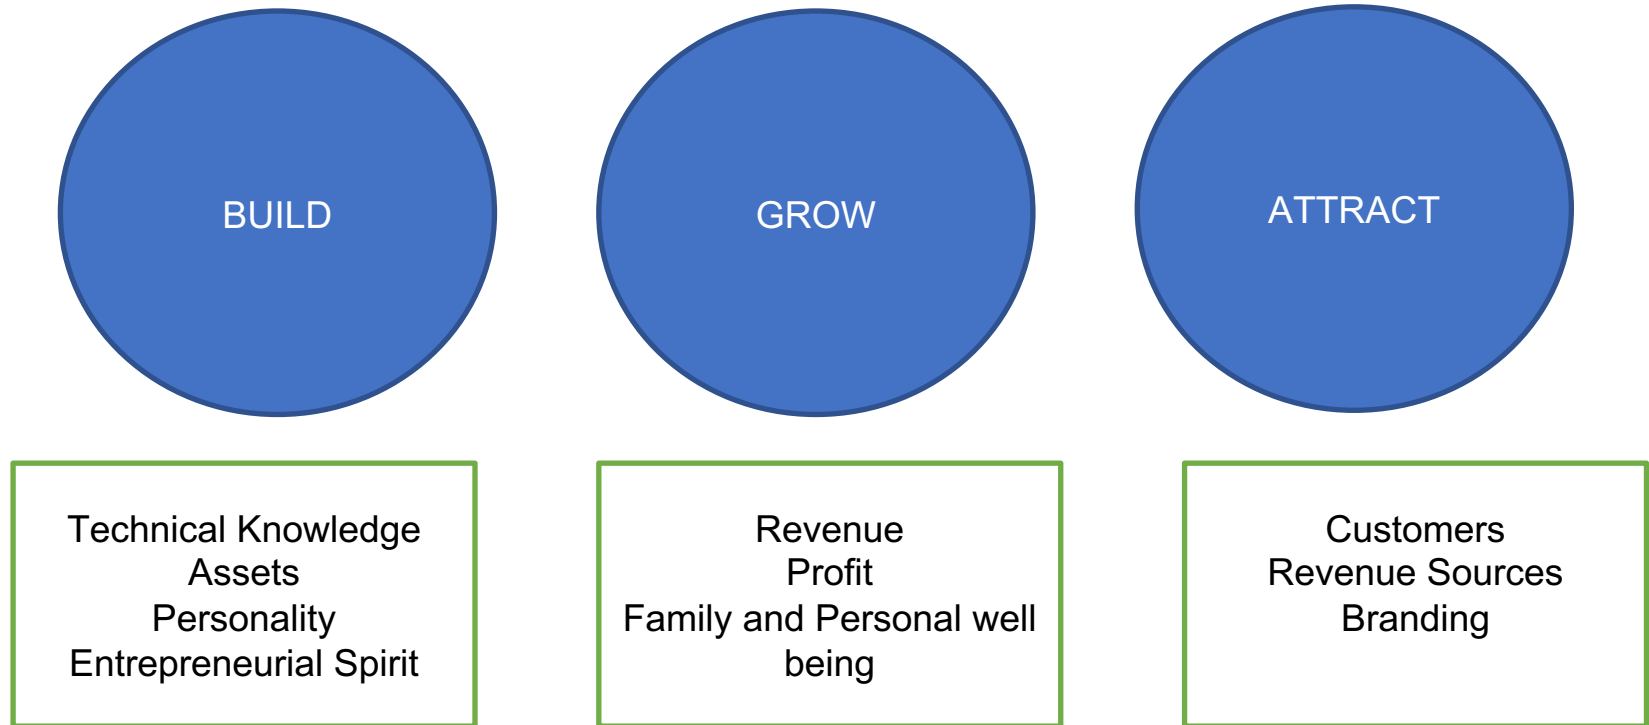 BUILD
GROW
ATTRACT
Technical Knowledge
Assets
Personality
Entrepreneurial Spirit
Revenue
Profit
Family and Personal well
being
Customers
Revenue Sources
Branding